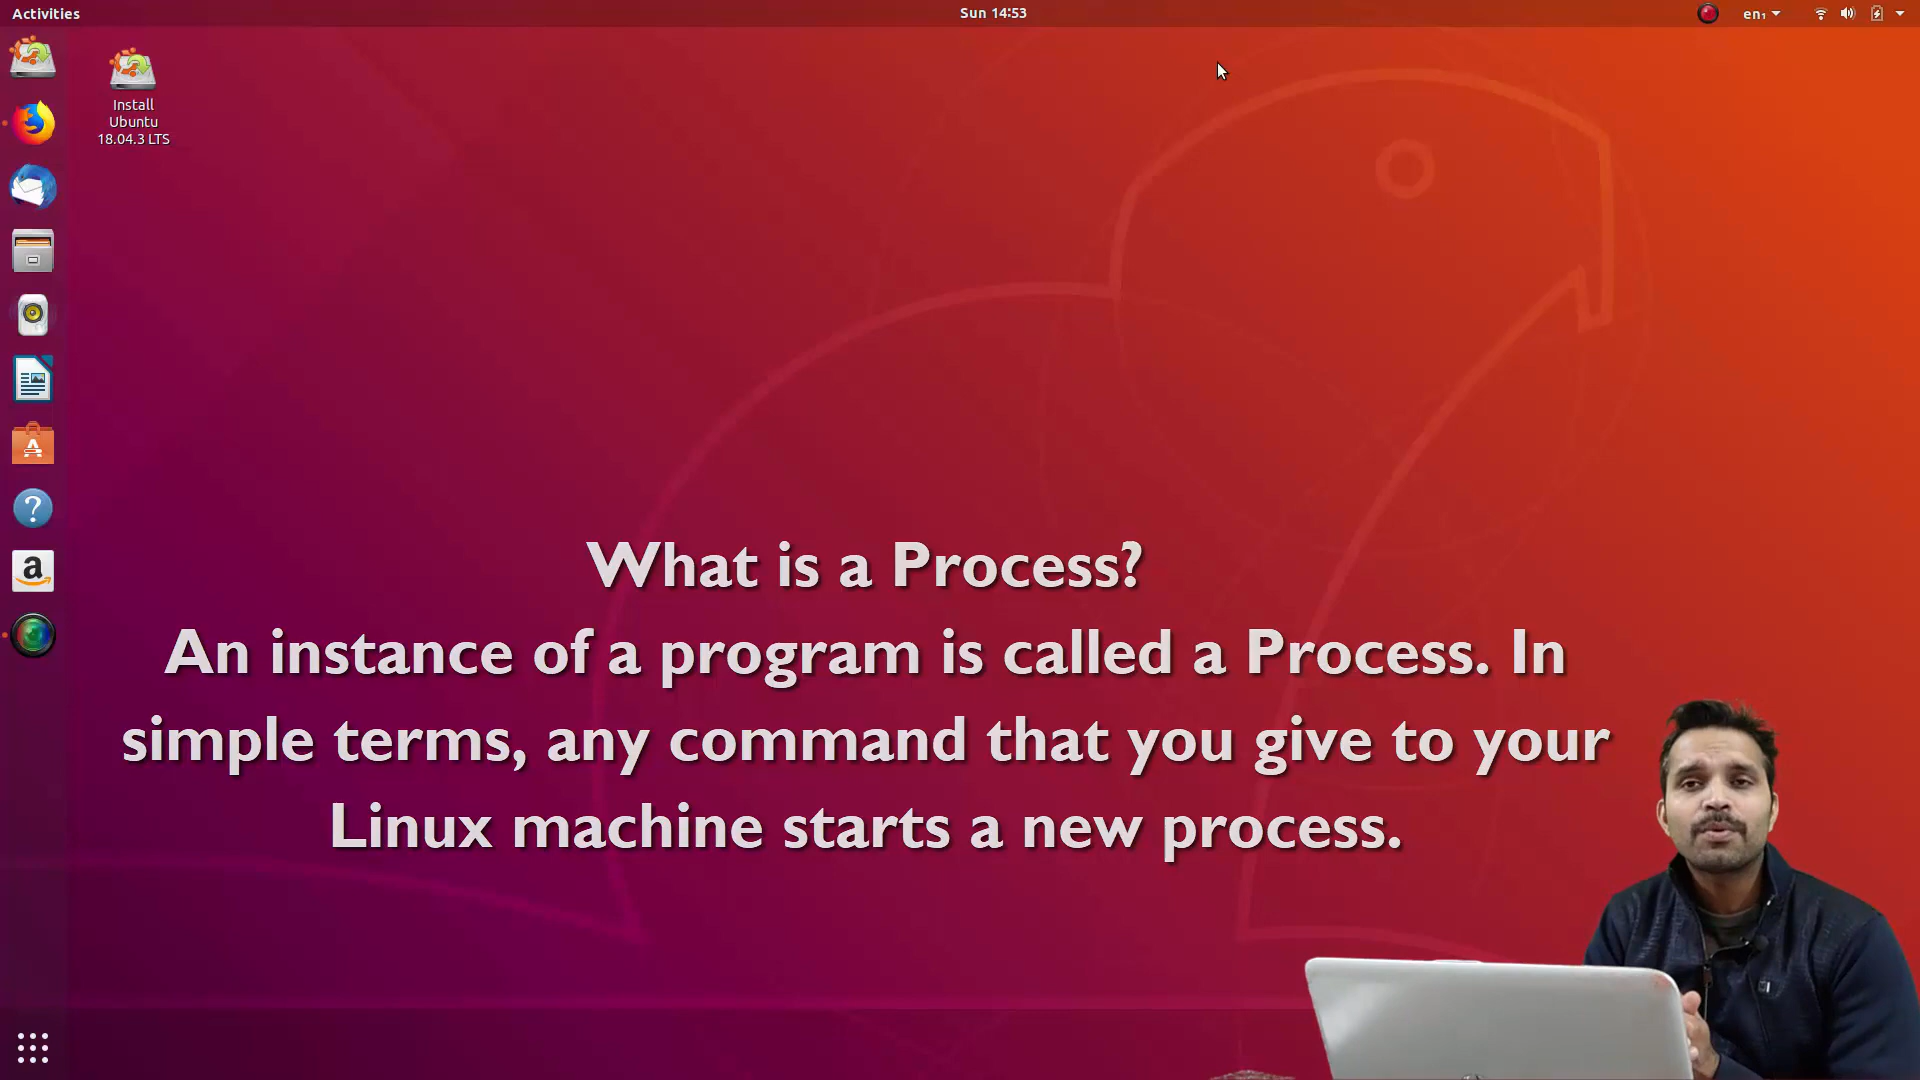 Activities
Sun 14:53
en₁
Install
Ubuntu
18.04.3 LTS
What is a Process?
An instance of a program is called a Process. In
simple terms, any command that you give to your
Linux machine starts a new process.